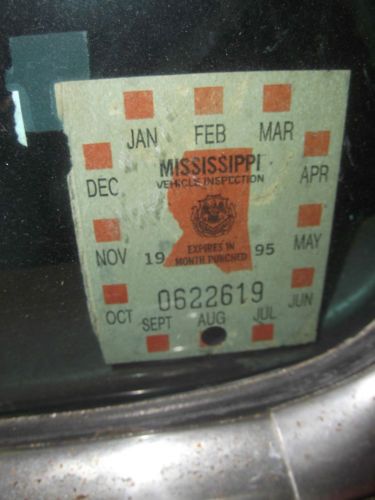 JAN FEB MAR
DEC MISSISSIPPI APR
VEHICLE INSPECTION
NOV 19 EXPIRES IN 95 MAY
MONTH PUNCHED
OCT 0622619 JUN
SEPT AUG JUL